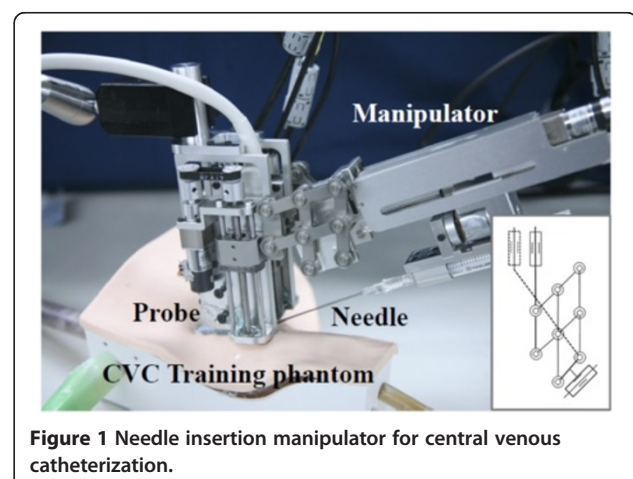 Manipulator
Probe
Needle
CVC Training phantom
Figure 1 Needle insertion manipulator for central venous
catheterization.